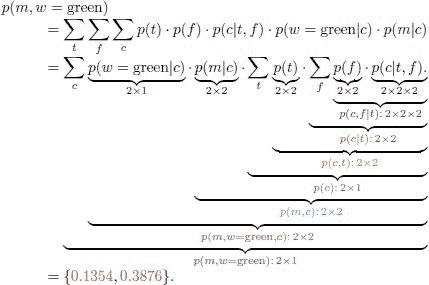 p(m, w = green)
= ∑_t ∑_f ∑_c p(t) · p(f) · p(c|t, f) · p(w = green|c) · p(m|c)
= ∑_c p(w = green|c) · p(m|c) · ∑_t p(t) · ∑_f p(f) · p(c|t, f).
2×1 2×2 2×2 2×2 2×2×2
p(c,f|t): 2×2×2
p(c|t): 2×2
p(c,t): 2×2
p(c): 2×1
p(m,c): 2×2
p(m,w=green,c): 2×2
p(m,w=green): 2×1
= {0.1354, 0.3876}.